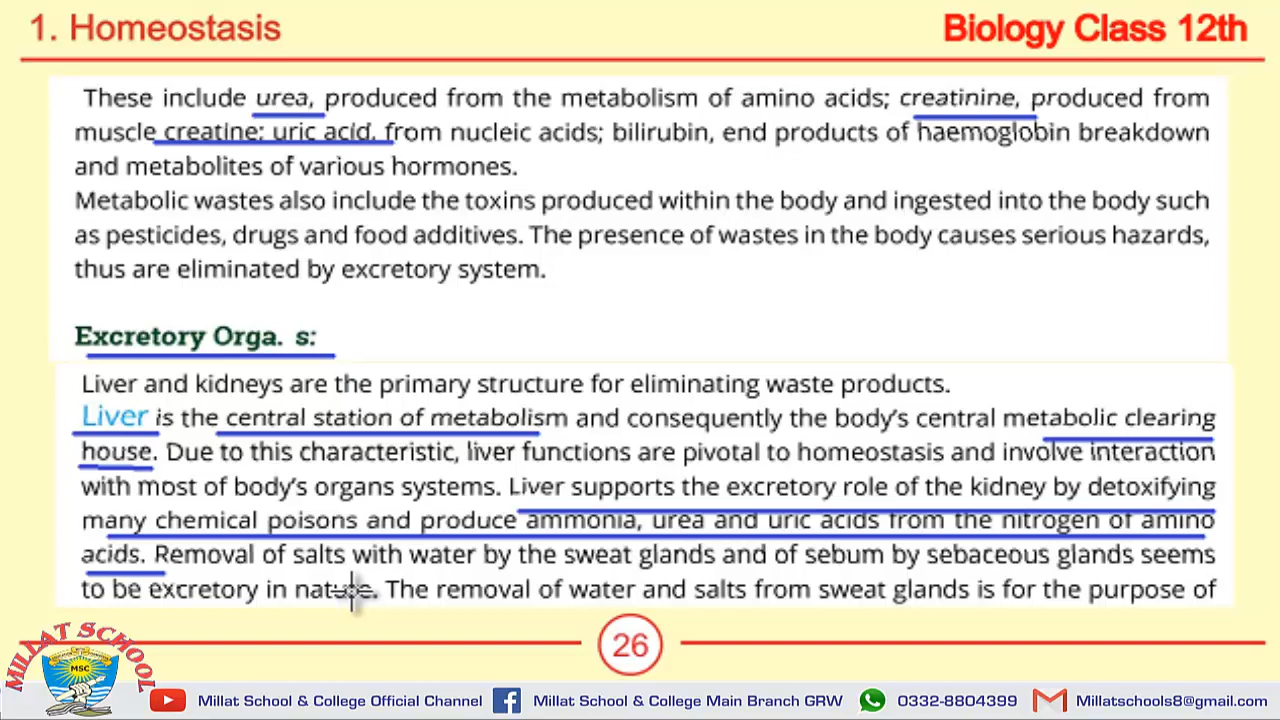 1. Homeostasis
Biology Class 12th
These include urea, produced from the metabolism of amino acids; creatinine, produced from
muscle creatine; uric acid, from nucleic acids; bilirubin, end products of haemoglobin breakdown
and metabolites of various hormones.
Metabolic wastes also include the toxins produced within the body and ingested into the body such
as pesticides, drugs and food additives. The presence of wastes in the body causes serious hazards,
thus are eliminated by excretory system.
Excretory Orga. s:
Liver and kidneys are the primary structure for eliminating waste products.
Liver is the central station of metabolism and consequently the body's central metabolic clearing
house. Due to this characteristic, liver functions are pivotal to homeostasis and involve interaction
with most of body's organs systems. Liver supports the excretory role of the kidney by detoxifying
many chemical poisons and produce ammonia, urea and uric acids from the nitrogen of amino
acids. Removal of salts with water by the sweat glands and of sebum by sebaceous glands seems
to be excretory in nature. The removal of water and salts from sweat glands is for the purpose of
26
MILLAT SCHOOL
MSC
Millat School & College Official Channel
Millat School & College Main Branch GRW
0332-8804399
Millatschools8@gmail.com